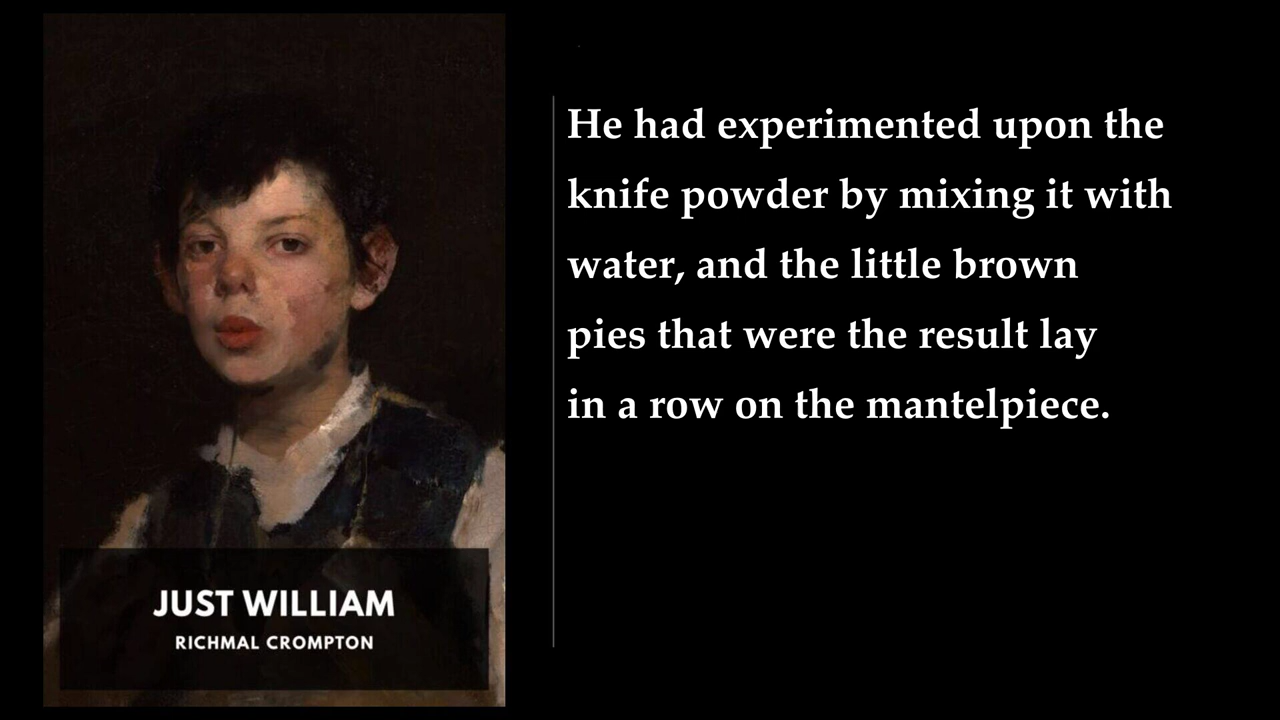 He had experimented upon the
knife powder by mixing it with
water, and the little brown
pies that were the result lay
in a row on the mantelpiece.
JUST WILLIAM
RICHMAL CROMPTON